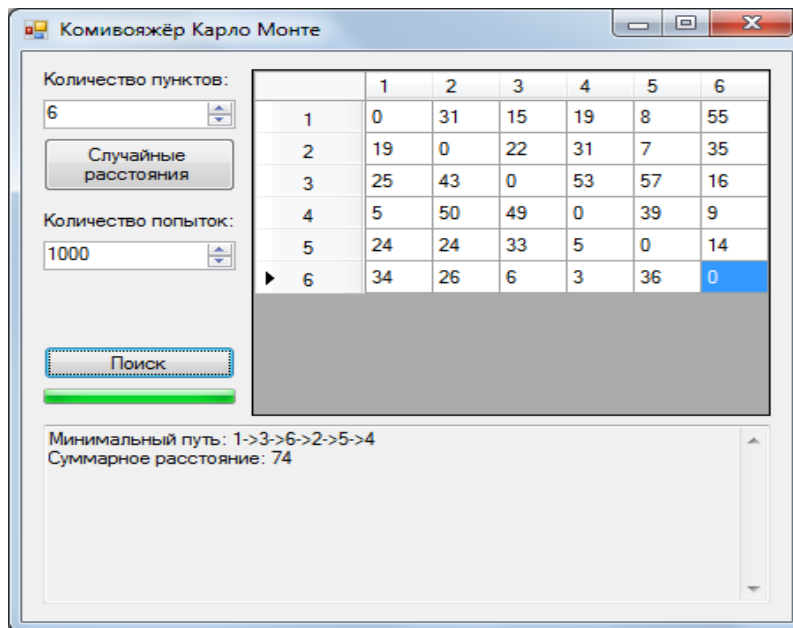 Комивояжёр Карло Монте
Количество пунктов:
6
Случайные
расстояния
Количество попыток:
1000
Поиск
1 2 3 4 5 6
1 0 31 15 19 8 55
2 19 0 22 31 7 35
3 25 43 0 53 57 16
4 5 50 49 0 39 9
5 24 24 33 5 0 14
6 34 26 6 3 36 0
Минимальный путь: 1->3->6->2->5->4
Суммарное расстояние: 74